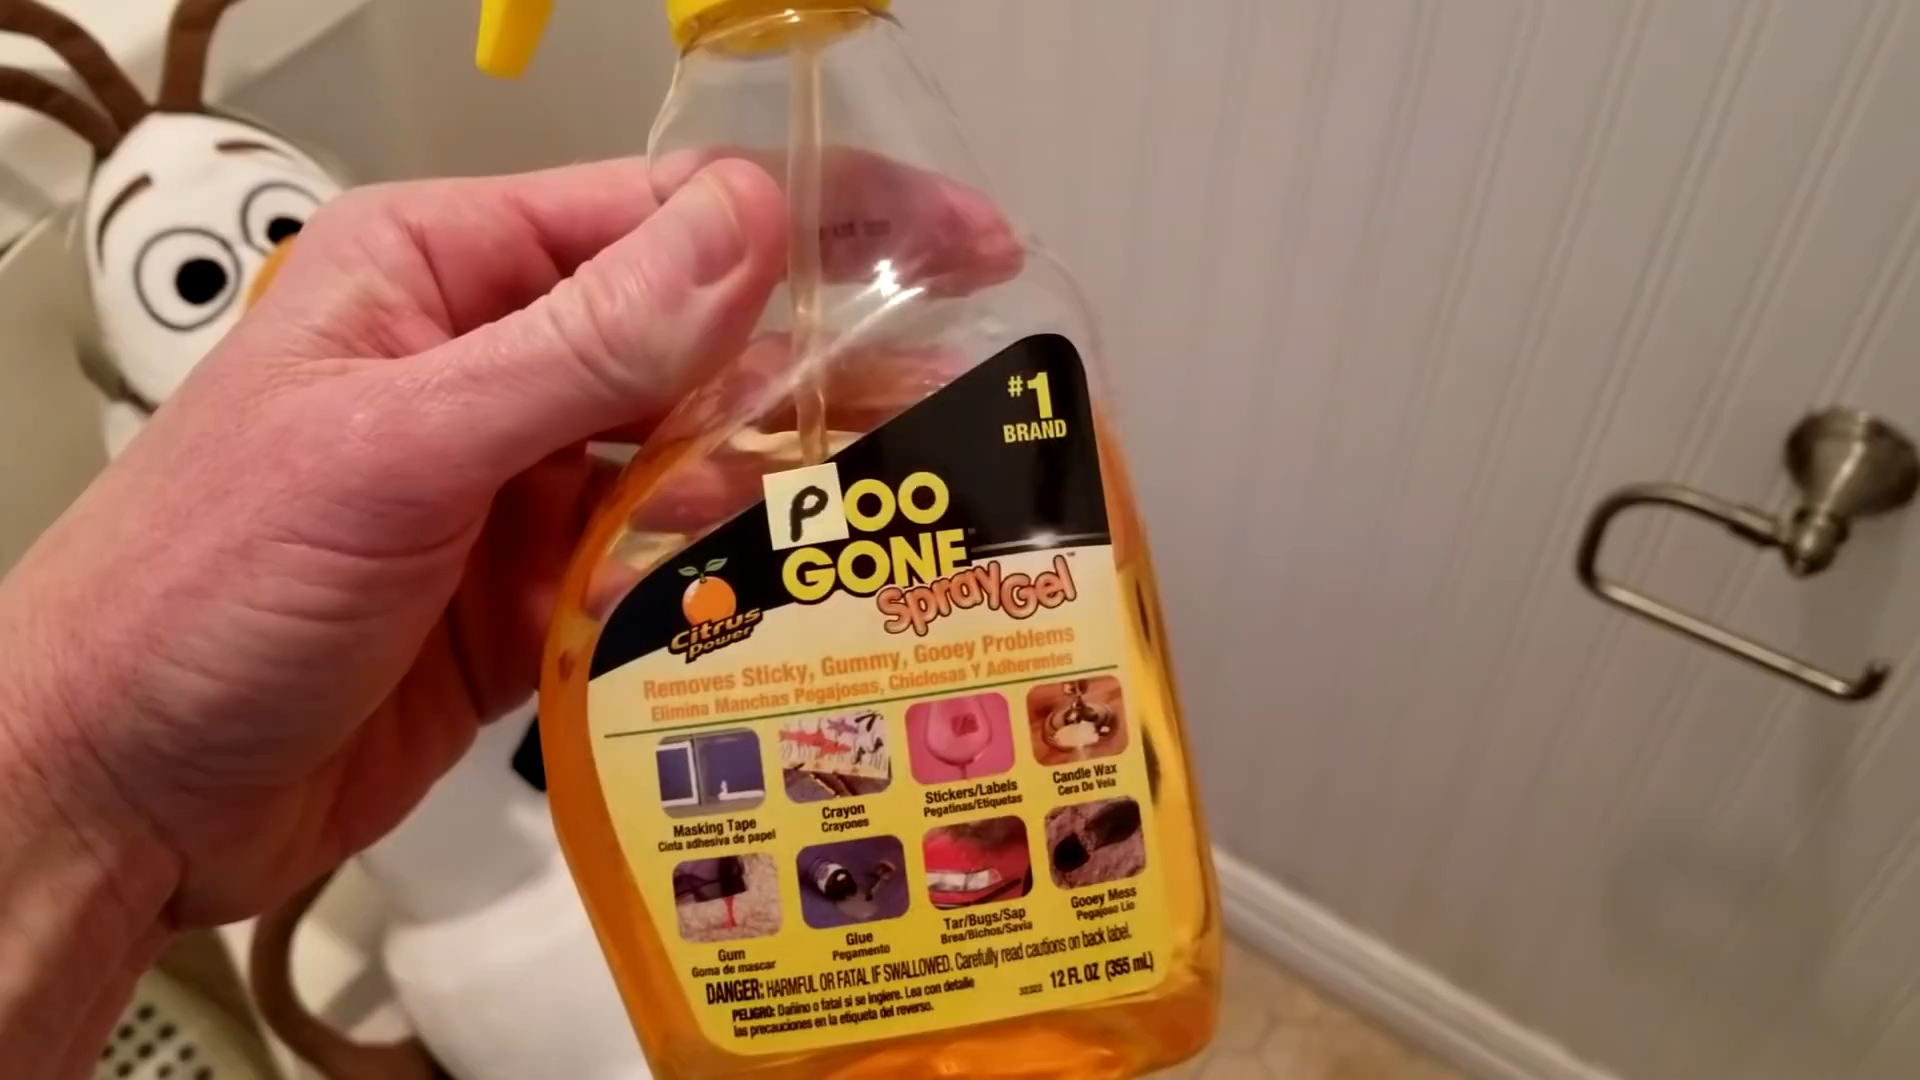 #1
BRAND
POO
GONE™
SprayGel™
Citrus
Power
Removes Sticky, Gummy, Gooey Problems
Elimina Manchas Pegajosas, Chiclosas Y Adherentes
Masking Tape
Cinta adhesiva de papel
Crayon
Crayones
Stickers/Labels
Pegatinas/Etiquetas
Candle Wax
Cera De Vela
Gum
Goma de mascar
Glue
Pegamento
Tar/Bugs/Sap
Brea/Bichos/Savia
Gooey Mess
Pegajoso Lio
DANGER: HARMFUL OR FATAL IF SWALLOWED. Carefully read cautions on back label.
PELIGRO: Dañino o fatal si se ingiere. Lea con detalle
las precauciones en la etiqueta del reverso.
12 FL OZ (355 mL)